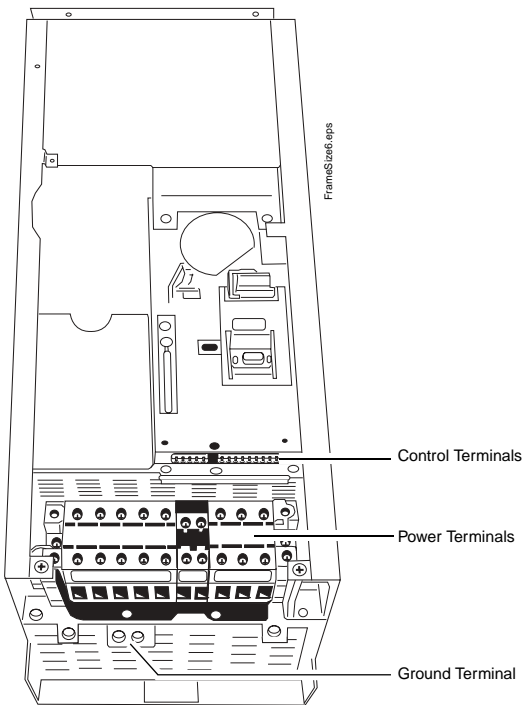 FrameSize6.eps
Control Terminals
Power Terminals
Ground Terminal